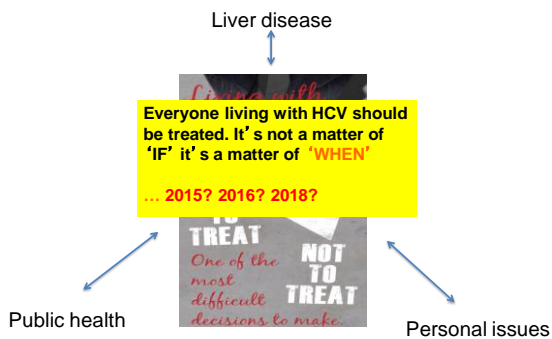 Liver disease
Living with
Everyone living with HCV should
be treated. It's not a matter of
‘IF’ it's a matter of ‘WHEN’
... 2015? 2016? 2018?
TO
TREAT
One of the
most
difficult
decisions to make.
NOT
TO
TREAT
Public health
Personal issues